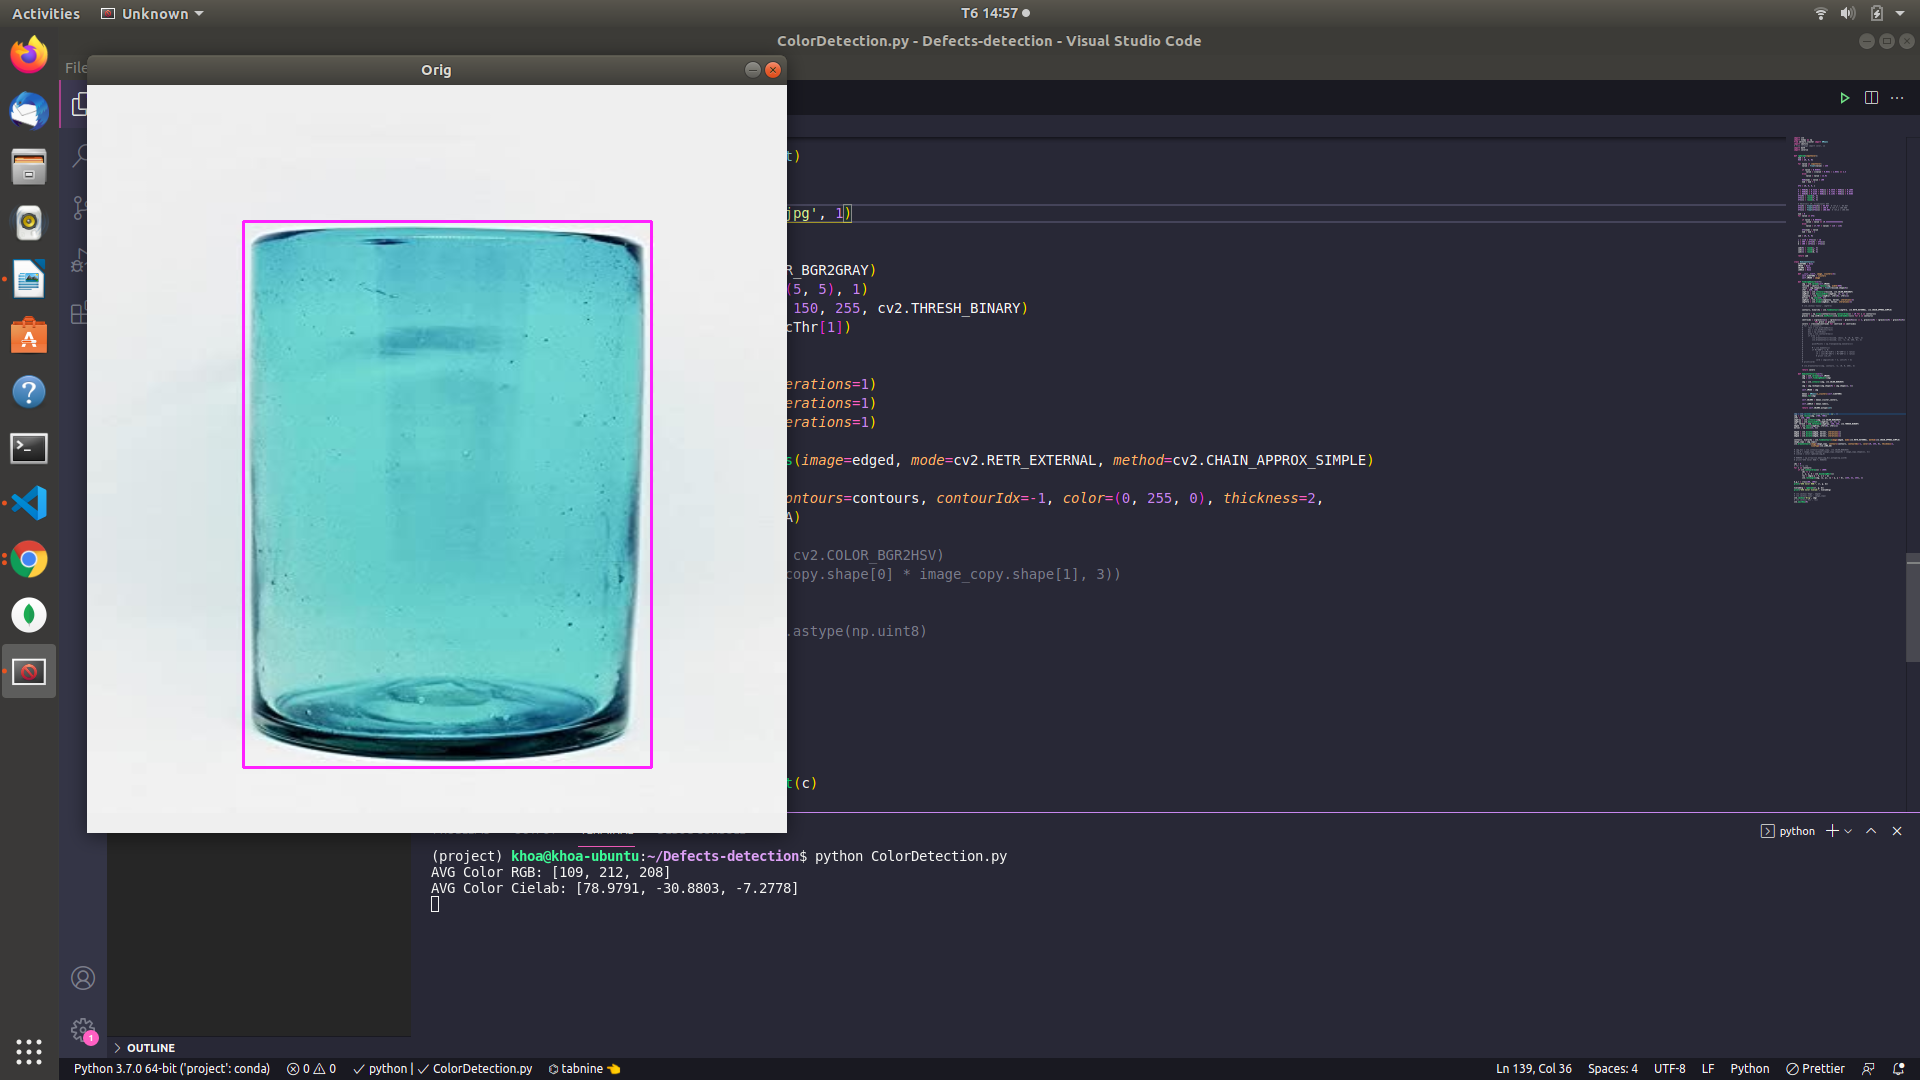 Activities Unknown T6 14:57
ColorDetection.py - Defects-detection - Visual Studio Code
File
Orig
t)
jpg', 1)
R_BGR2GRAY)
(5, 5), 1)
150, 255, cv2.THRESH_BINARY)
cThr[1])
erations=1)
erations=1)
erations=1)
s(image=edged, mode=cv2.RETR_EXTERNAL, method=cv2.CHAIN_APPROX_SIMPLE)
ontours=contours, contourIdx=-1, color=(0, 255, 0), thickness=2,
A)
cv2.COLOR_BGR2HSV)
copy.shape[0] * image_copy.shape[1], 3))
.astype(np.uint8)
t(c)
python
(project) khoa@khoa-ubuntu:~/Defects-detection$ python ColorDetection.py
AVG Color RGB: [109, 212, 208]
AVG Color Cielab: [78.9791, -30.8803, -7.2778]
1
OUTLINE
Python 3.7.0 64-bit ('project': conda) 0 0 python | ColorDetection.py tabnine Ln 139, Col 36 Spaces: 4 UTF-8 LF Python Prettier